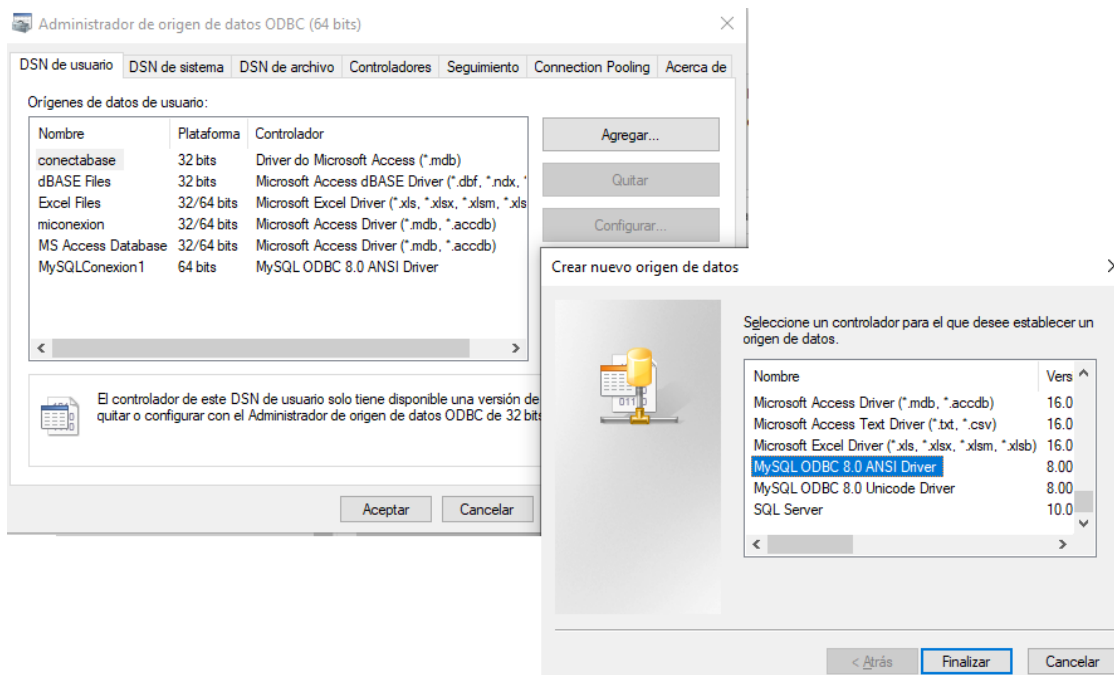 Administrador de origen de datos ODBC (64 bits)
DSN de usuario DSN de sistema DSN de archivo Controladores Seguimiento Connection Pooling Acerca de
Orígenes de datos de usuario:
Nombre Plataforma Controlador
conectabase 32 bits Driver do Microsoft Access (*.mdb)
dBASE Files 32 bits Microsoft Access dBASE Driver (*.dbf, *.ndx, *
Excel Files 32/64 bits Microsoft Excel Driver (*.xls, *.xlsx, *.xlsm, *.xls
miconexion 32/64 bits Microsoft Access Driver (*.mdb, *.accdb)
MS Access Database 32/64 bits Microsoft Access Driver (*.mdb, *.accdb)
MySQLConexion1 64 bits MySQL ODBC 8.0 ANSI Driver
Agregar...
Quitar
Configurar...
El controlador de este DSN de usuario solo tiene disponible una versión de
quitar o configurar con el Administrador de origen de datos ODBC de 32 bits
Aceptar Cancelar
Crear nuevo origen de datos
Seleccione un controlador para el que desee establecer un
origen de datos.
Nombre Vers
Microsoft Access Driver (*.mdb, *.accdb) 16.0
Microsoft Access Text Driver (*.txt, *.csv) 16.0
Microsoft Excel Driver (*.xls, *.xlsx, *.xlsm, *.xlsb) 16.0
MySQL ODBC 8.0 ANSI Driver 8.00
MySQL ODBC 8.0 Unicode Driver 8.00
SQL Server 10.0
< Atrás Finalizar Cancelar